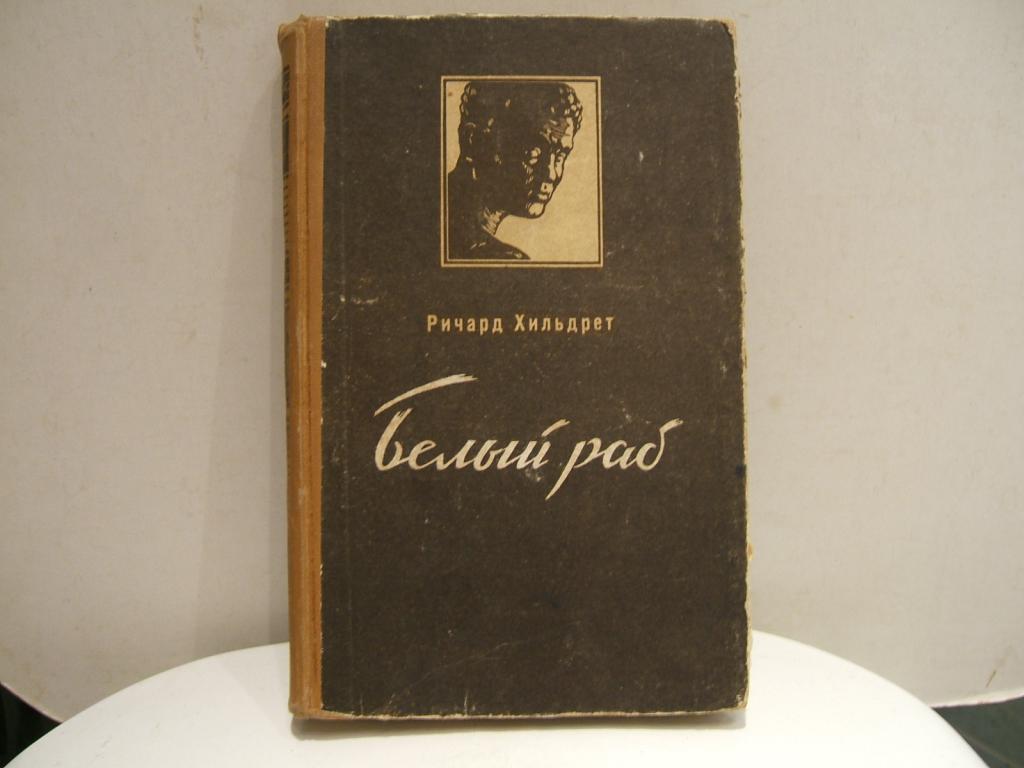 Ричард Хильдрет
Белый раб